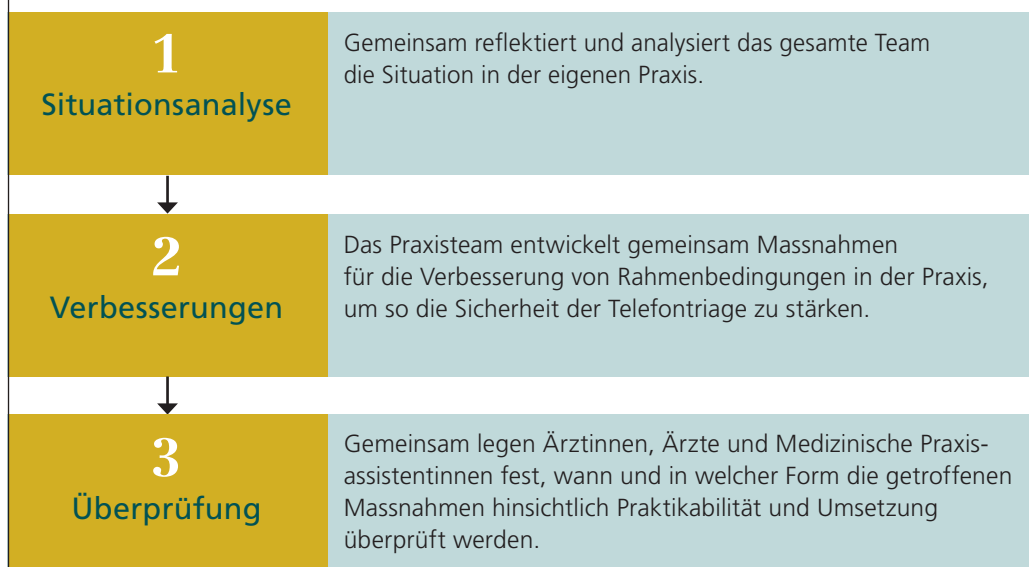 1
Situationsanalyse
Gemeinsam reflektiert und analysiert das gesamte Team
die Situation in der eigenen Praxis.
2
Verbesserungen
Das Praxisteam entwickelt gemeinsam Massnahmen
für die Verbesserung von Rahmenbedingungen in der Praxis,
um so die Sicherheit der Telefontriage zu stärken.
3
Überprüfung
Gemeinsam legen Ärztinnen, Ärzte und Medizinische Praxis-
assistentinnen fest, wann und in welcher Form die getroffenen
Massnahmen hinsichtlich Praktikabilität und Umsetzung
überprüft werden.